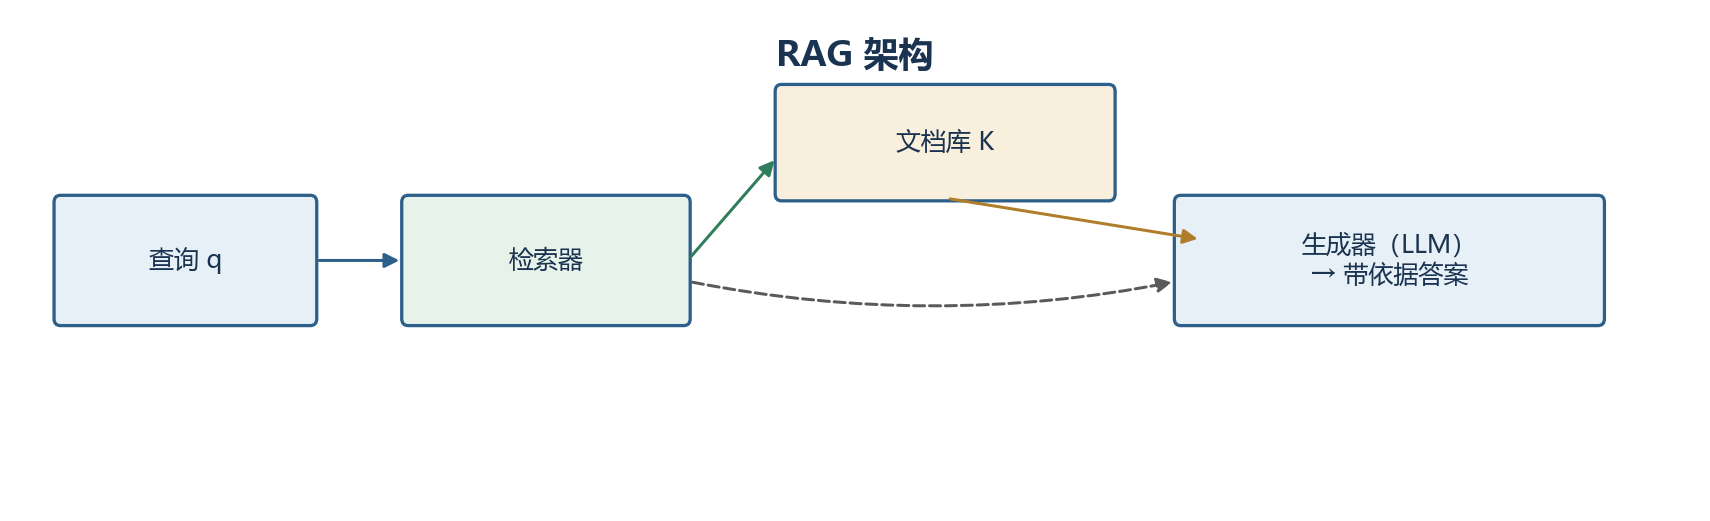 RAG 架构
文档库 K
查询 q
检索器
生成器（LLM）
→ 带依据答案